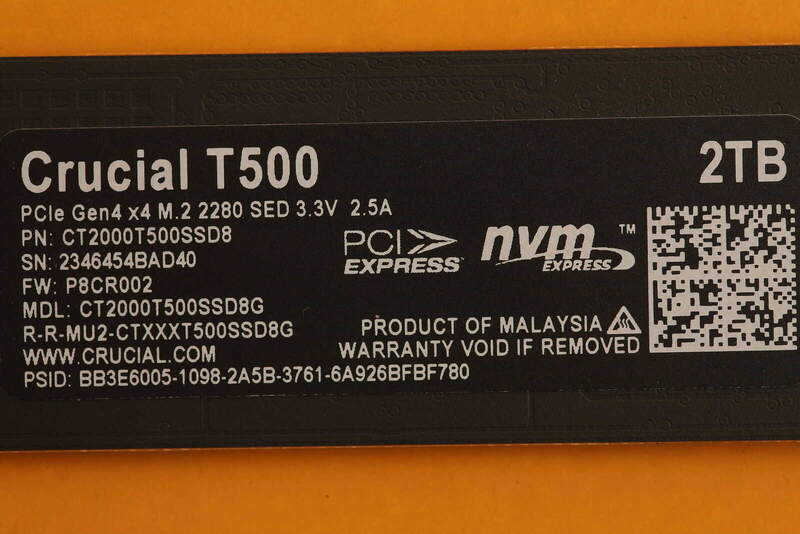 Crucial T500
2TB
PCIe Gen4 x4 M.2 2280 SED 3.3V 2.5A
PN: CT2000T500SSD8
SN: 2346454BAD40
FW: P8CR002
MDL: CT2000T500SSD8G
R-R-MU2-CTXXXT500SSD8G
WWW.CRUCIAL.COM
PSID: BB3E6005-1098-2A5B-3761-6A926BFBF780
PCI
EXPRESS
nvm™
EXPRESS
PRODUCT OF MALAYSIA
WARRANTY VOID IF REMOVED